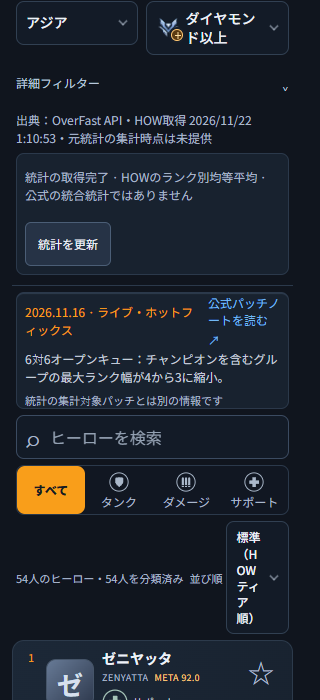 アジア
ダイヤモン
ド以上
詳細フィルター
出典：OverFast API・HOW取得 2026/11/22
1:10:53・元統計の集計時点は未提供
統計の取得完了 · HOWのランク別均等平均 ·
公式の統合統計ではありません
統計を更新
2026.11.16 · ライブ・ホットフ
ィックス
公式パッチノ
ートを読む
↗
6対6オープンキュー：チャンピオンを含むグル
ープの最大ランク幅が4から3に縮小。
統計の集計対象パッチとは別の情報です
ヒーローを検索
すべて
タンク
ダメージ
サポート
54人のヒーロー・54人を分類済み 並び順
標準
（H
OW
ティ
ア
順）
1
ゼ
ゼニヤッタ
ZENYATTA META 92.0